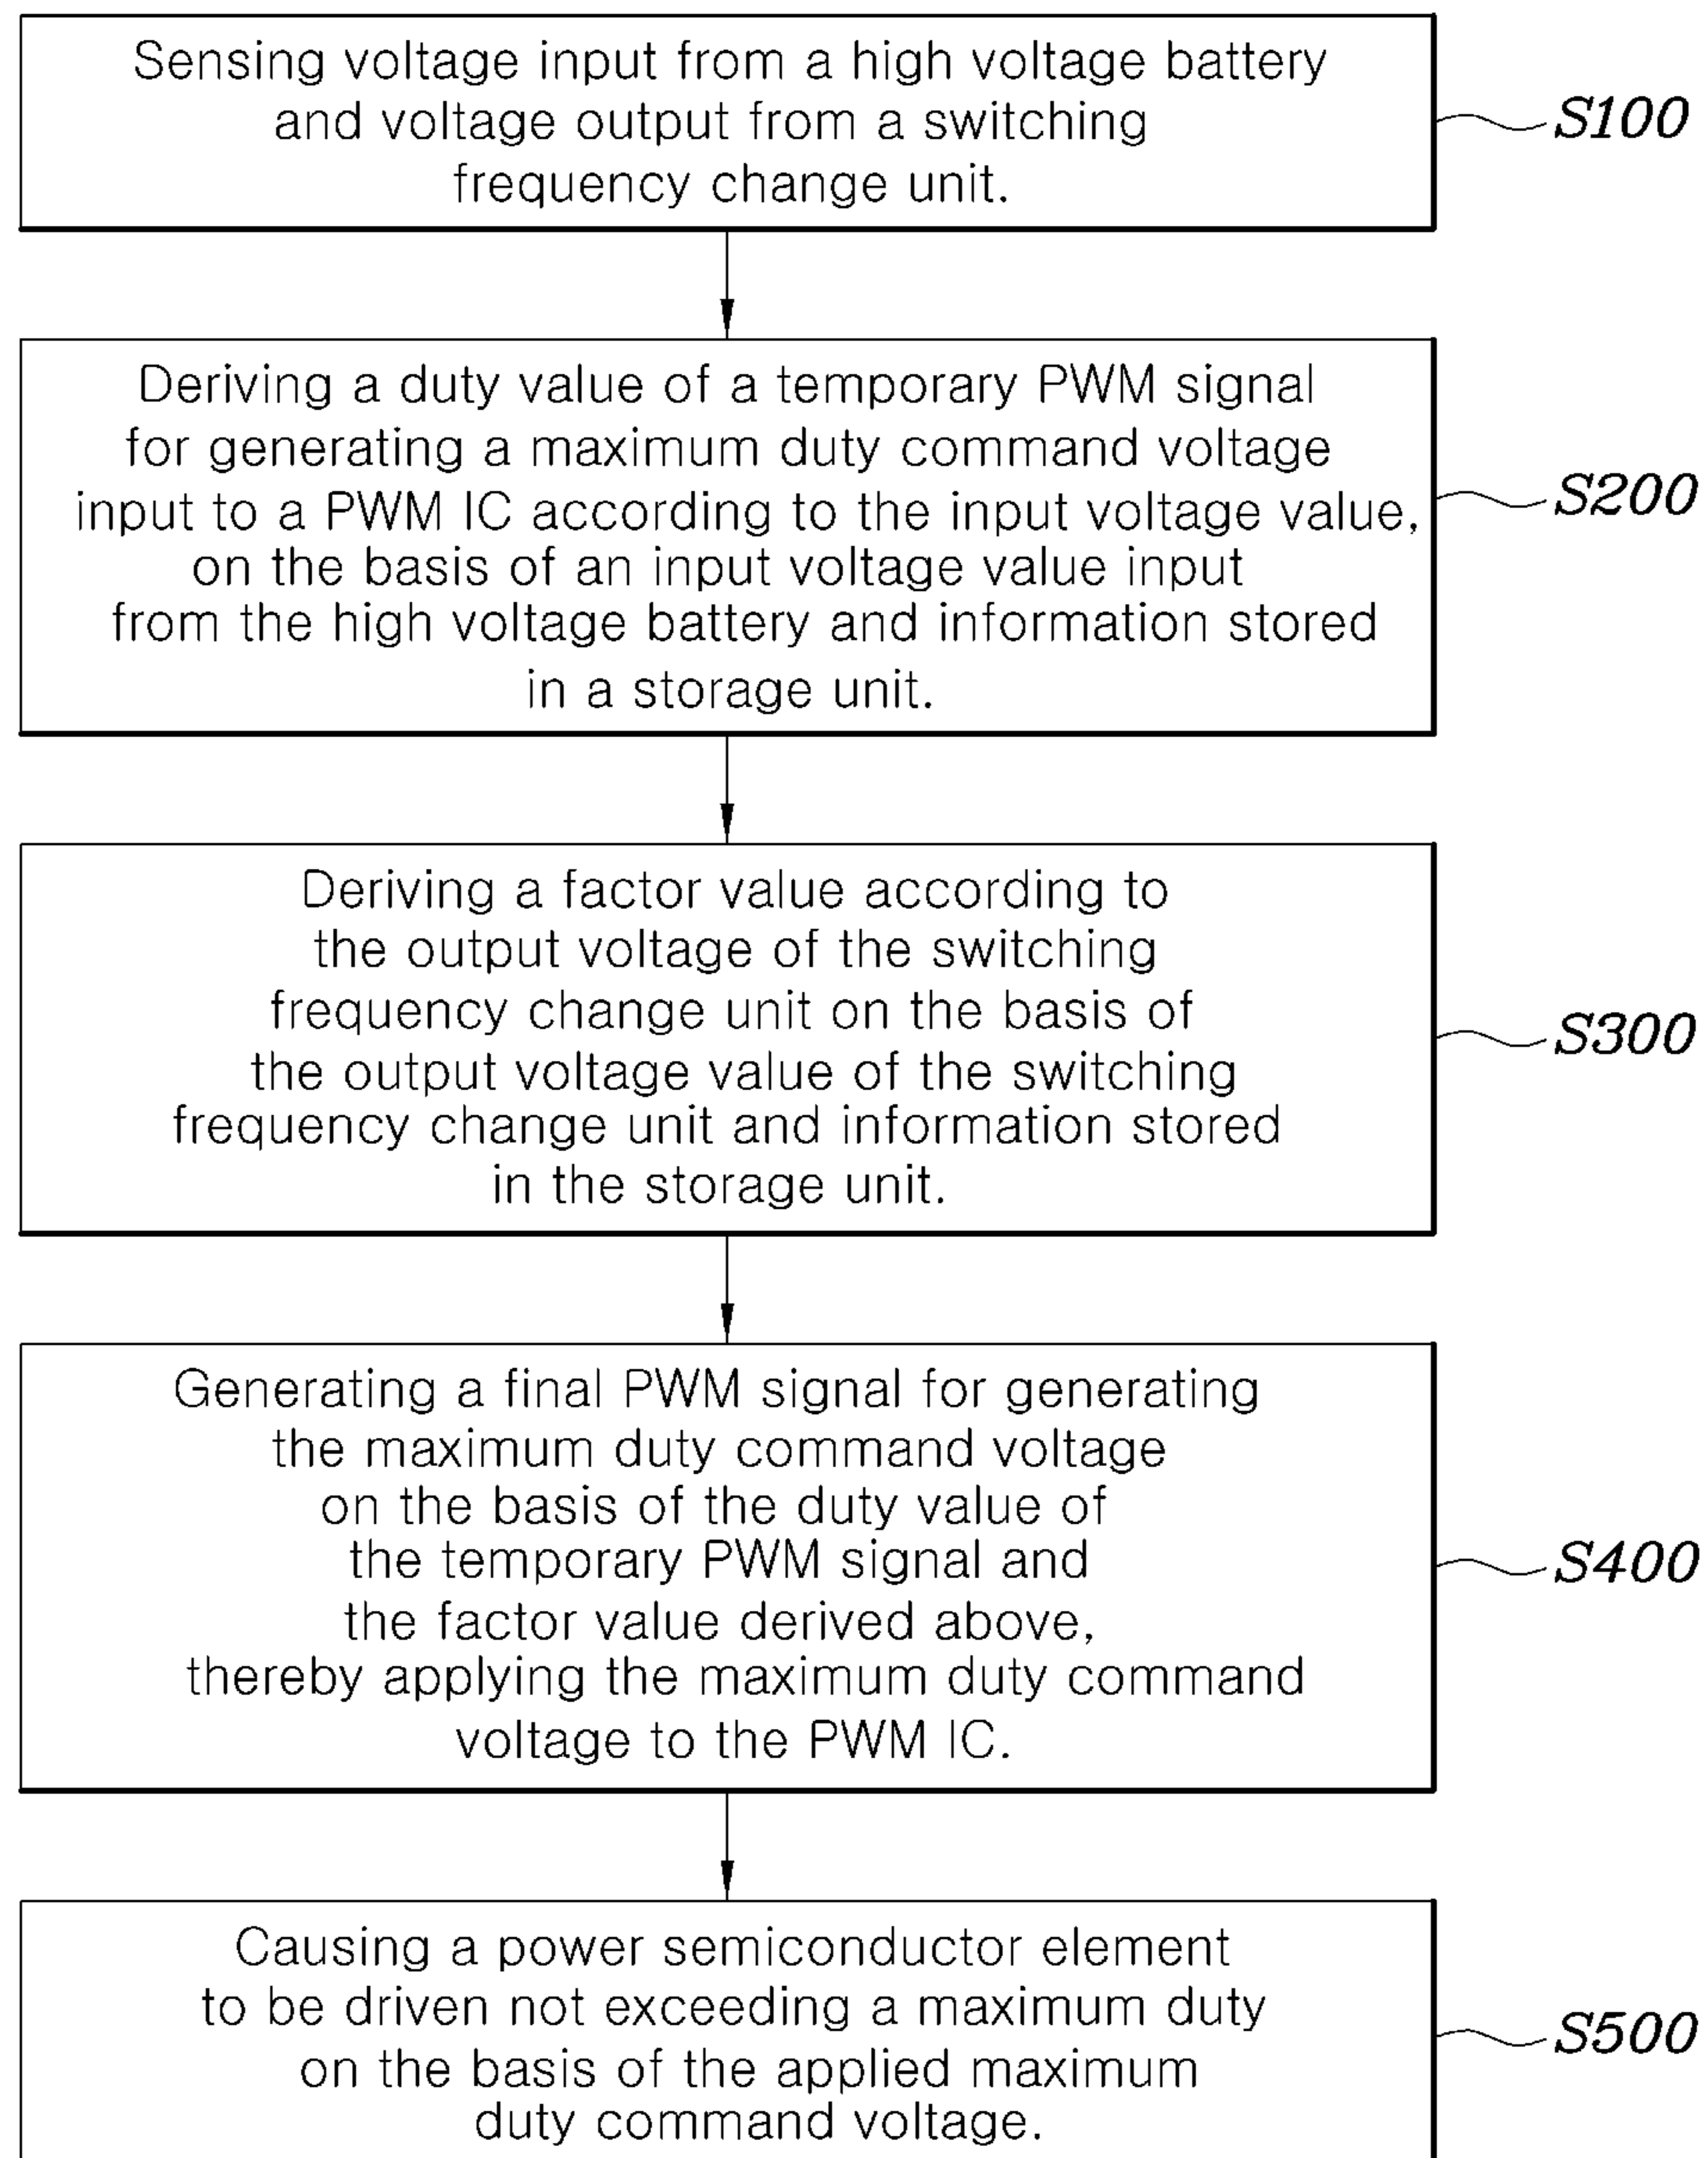 Sensing voltage input from a high voltage battery
and voltage output from a switching
frequency change unit.
S100
Deriving a duty value of a temporary PWM signal
for generating a maximum duty command voltage
input to a PWM IC according to the input voltage value,
on the basis of an input voltage value input
from the high voltage battery and information stored
in a storage unit.
S200
Deriving a factor value according to
the output voltage of the switching
frequency change unit on the basis of
the output voltage value of the switching
frequency change unit and information stored
in the storage unit.
S300
Generating a final PWM signal for generating
the maximum duty command voltage
on the basis of the duty value of
the temporary PWM signal and
the factor value derived above,
thereby applying the maximum duty command
voltage to the PWM IC.
S400
Causing a power semiconductor element
to be driven not exceeding a maximum duty
on the basis of the applied maximum
duty command voltage.
S500